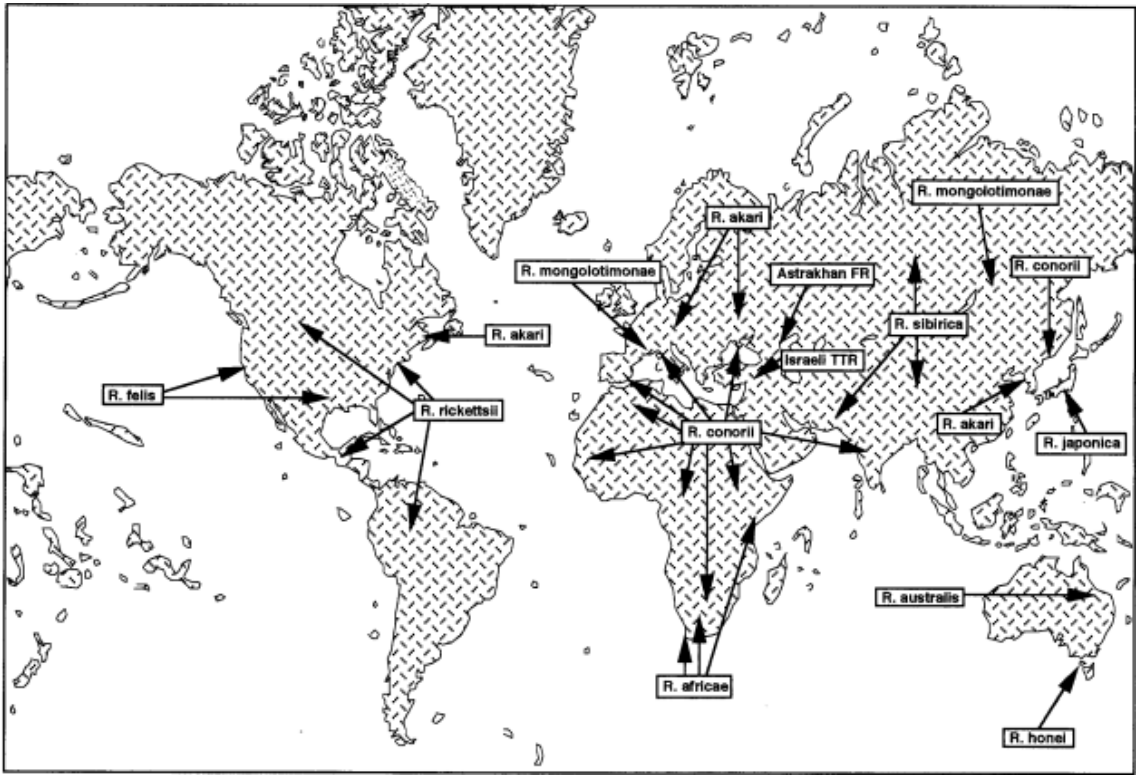 R. mongolotimonae
R. akari
R. mongolotimonae
Astrakhan FR
R. conorii
R. akari
R. sibirica
Israeli TTR
R. felis
R. rickettsii
R. conorii
R. akari
R. japonica
R. australis
R. africae
R. honei